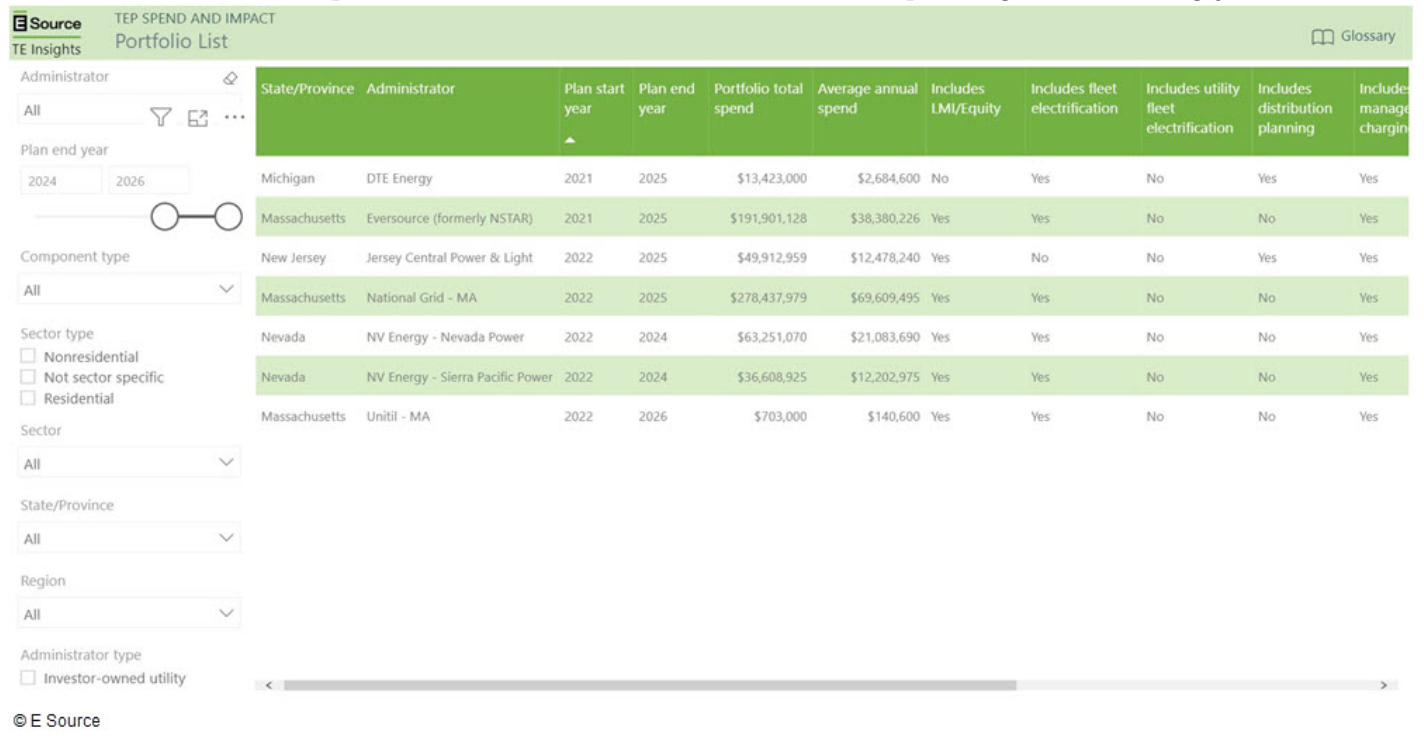 E Source
TE Insights
TEP SPEND AND IMPACT
Portfolio List
Glossary
Administrator
All
Plan end year
2024 2026
Component type
All
Sector type
Nonresidential
Not sector specific
Residential
Sector
All
State/Province
All
Region
All
Administrator type
Investor-owned utility
State/Province Administrator Plan start year Plan end year Portfolio total spend Average annual spend Includes LMI/Equity Includes fleet electrification Includes utility fleet electrification Includes distribution planning Includes manage chargin
Michigan DTE Energy 2021 2025 $13,423,000 $2,684,600 No Yes No Yes Yes
Massachusetts Eversource (formerly NSTAR) 2021 2025 $191,901,128 $38,380,226 Yes Yes No No Yes
New Jersey Jersey Central Power & Light 2022 2025 $49,912,959 $12,478,240 Yes No No Yes Yes
Massachusetts National Grid - MA 2022 2025 $278,437,979 $69,609,495 Yes Yes No No Yes
Nevada NV Energy - Nevada Power 2022 2024 $63,251,070 $21,083,690 Yes Yes No No Yes
Nevada NV Energy - Sierra Pacific Power 2022 2024 $36,608,925 $12,202,975 Yes Yes No No Yes
Massachusetts Unitil - MA 2022 2026 $703,000 $140,600 Yes Yes No No Yes
© E Source